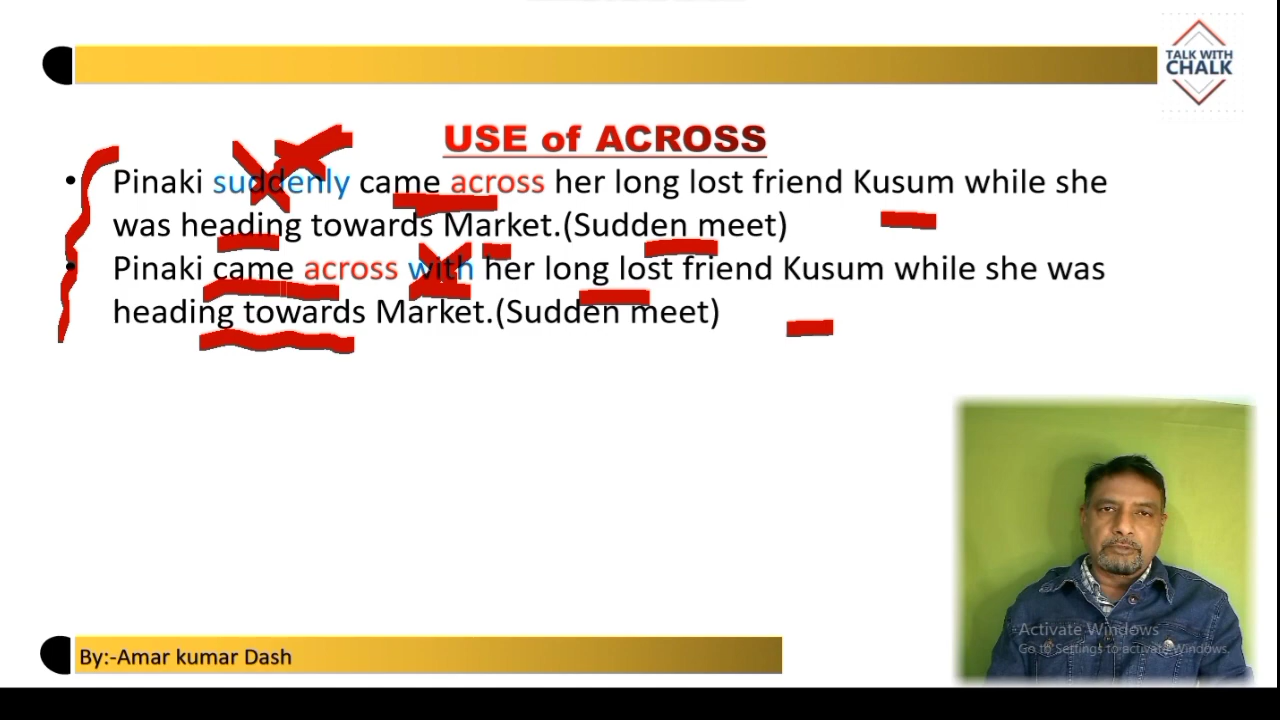 TALK WITH
CHALK
USE of ACROSS
• Pinaki suddenly came across her long lost friend Kusum while she
was heading towards Market.(Sudden meet)
• Pinaki came across with her long lost friend Kusum while she was
heading towards Market.(Sudden meet)
Activate Windows
Go to Settings to activate Windows.
By:-Amar kumar Dash